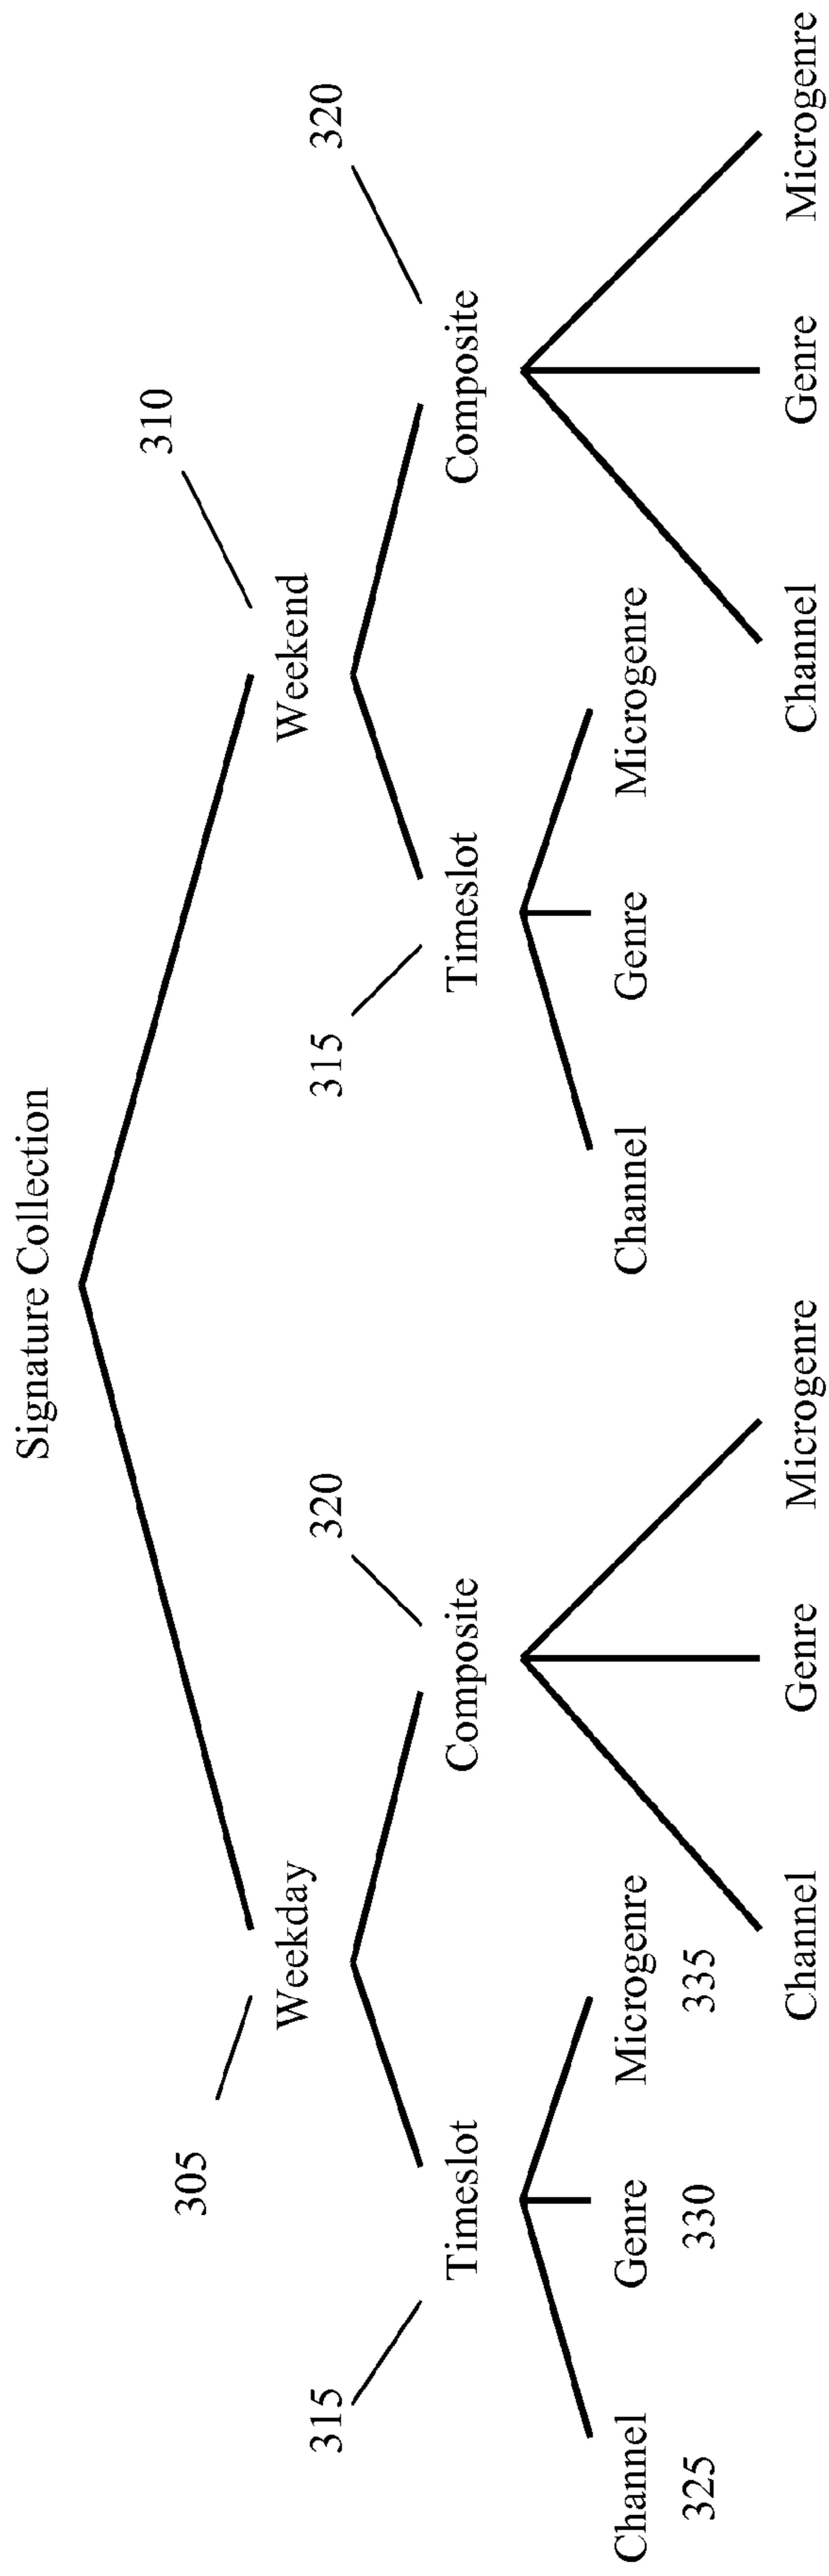 Signature Collection
305
310
Weekday
Weekend
315
320
315
320
Timeslot
Composite
Timeslot
Composite
Channel
Genre
Microgenre
Channel
Genre
Microgenre
325
330
335
Channel
Genre
Microgenre
Channel
Genre
Microgenre